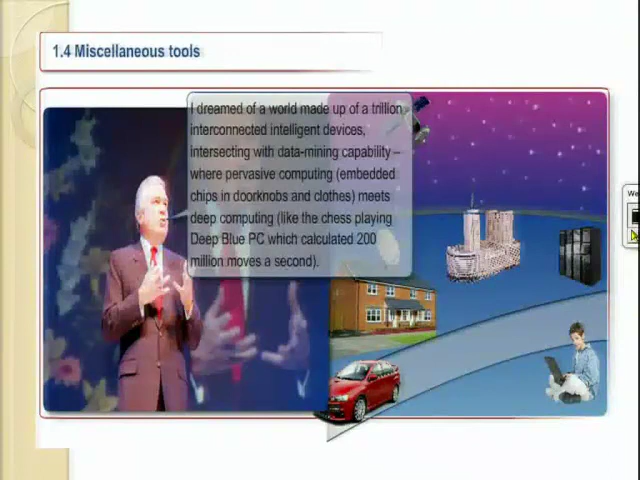 1.4 Miscellaneous tools
I dreamed of a world made up of a trillion
interconnected intelligent devices,
intersecting with data-mining capability –
where pervasive computing (embedded
chips in doorknobs and clothes) meets
deep computing (like the chess playing
Deep Blue PC which calculated 200
million moves a second).
We